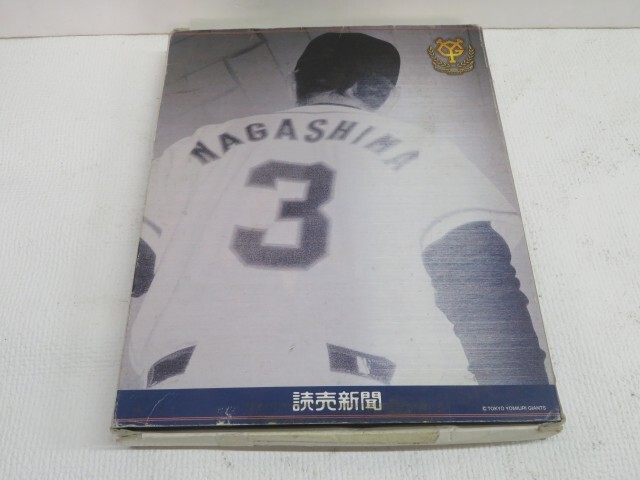 NAGASHIMA
3
読売新聞
© TOKYO YOMIURI GIANTS